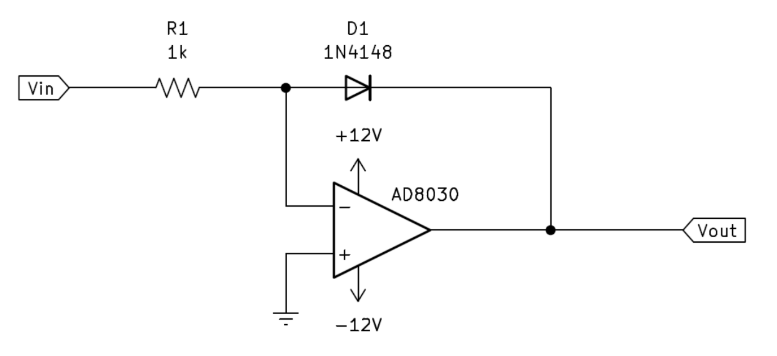 R1
1k
D1
1N4148
Vin
+12V
AD8030
−
+
Vout
−12V